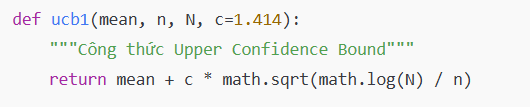 def ucb1(mean, n, N, c=1.414):
    """Công thức Upper Confidence Bound"""
    return mean + c * math.sqrt(math.log(N) / n)